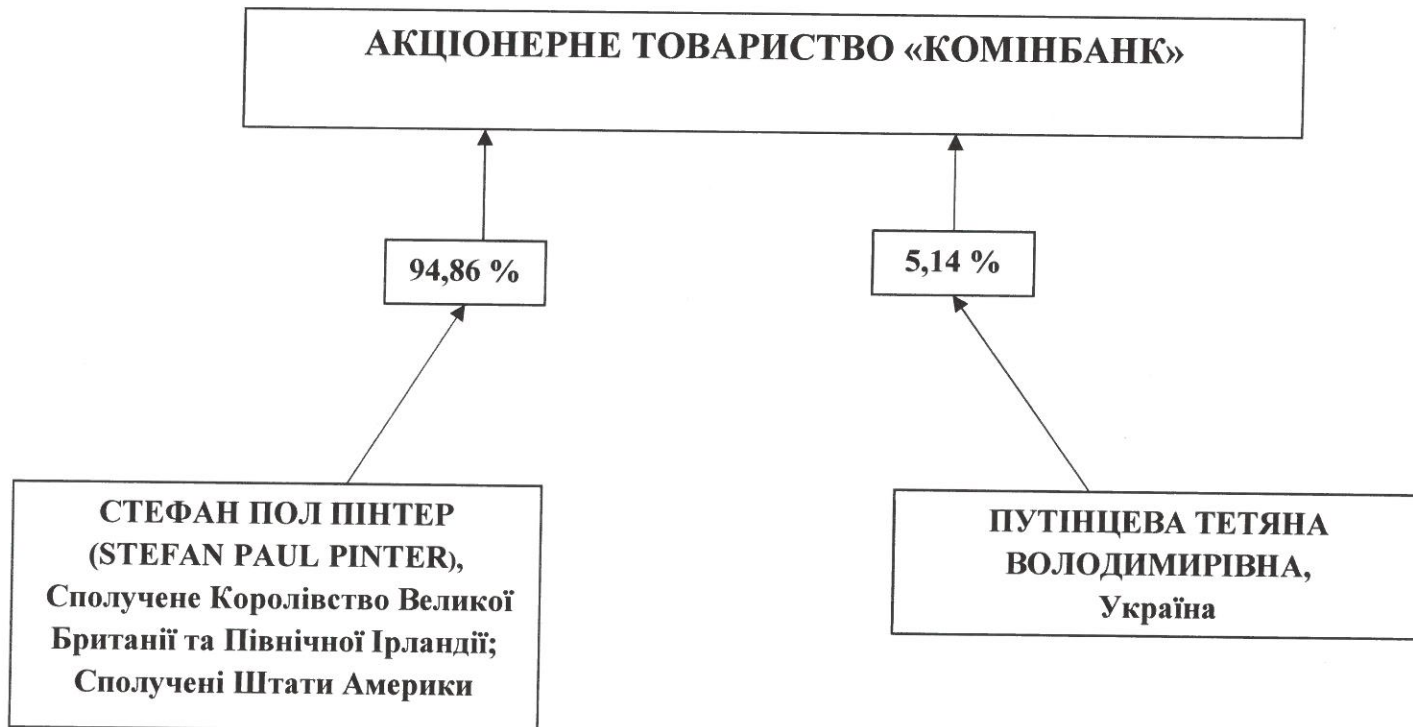 АКЦІОНЕРНЕ ТОВАРИСТВО «КОМІНБАНК»
94,86 %
5,14 %
СТЕФАН ПОЛ ПІНТЕР
(STEFAN PAUL PINTER),
Сполучене Королівство Великої
Британії та Північної Ірландії;
Сполучені Штати Америки
ПУТІНЦЕВА ТЕТЯНА
ВОЛОДИМИРІВНА,
Україна